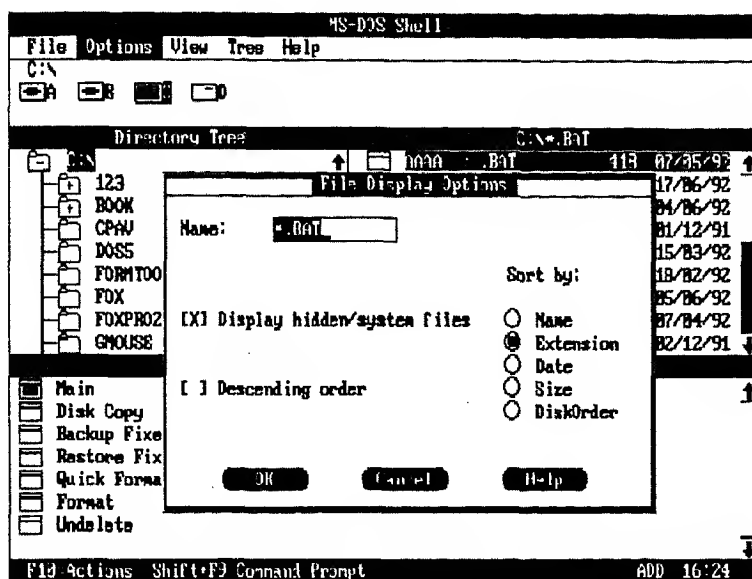 MS-DOS Shell
File Options View Tree Help
C:\
A B C D
Directory Tree C:\*.BAT
C:\ AAAA .BAT 07/05/92
123 File Display Options 17/06/92
BOOK 04/06/92
CPAV Name: *.BAT 01/12/91
DOS5 15/03/92
FORMTOO Sort by: 18/02/92
FOX 05/06/92
FOXPRO2 [X] Display hidden/system files Name 07/04/92
GMOUSE Extension 02/12/91
Date
Main [ ] Descending order Size
Disk Copy DiskOrder
Backup Fixe
Restore Fix
Quick Forma OK Cancel Help
Format
Undelete
F10=Actions Shift+F9 Command Prompt ADD 16:24